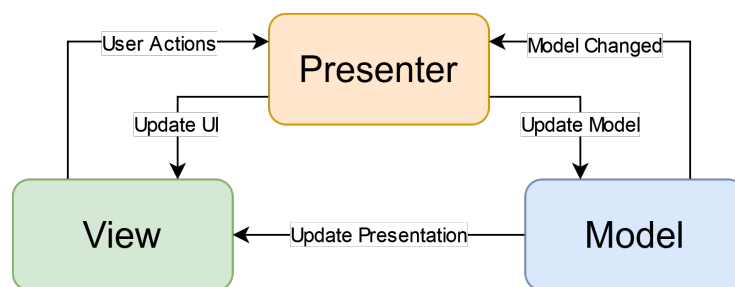 User Actions
Presenter
Model Changed
Update UI
Update Model
View
Update Presentation
Model